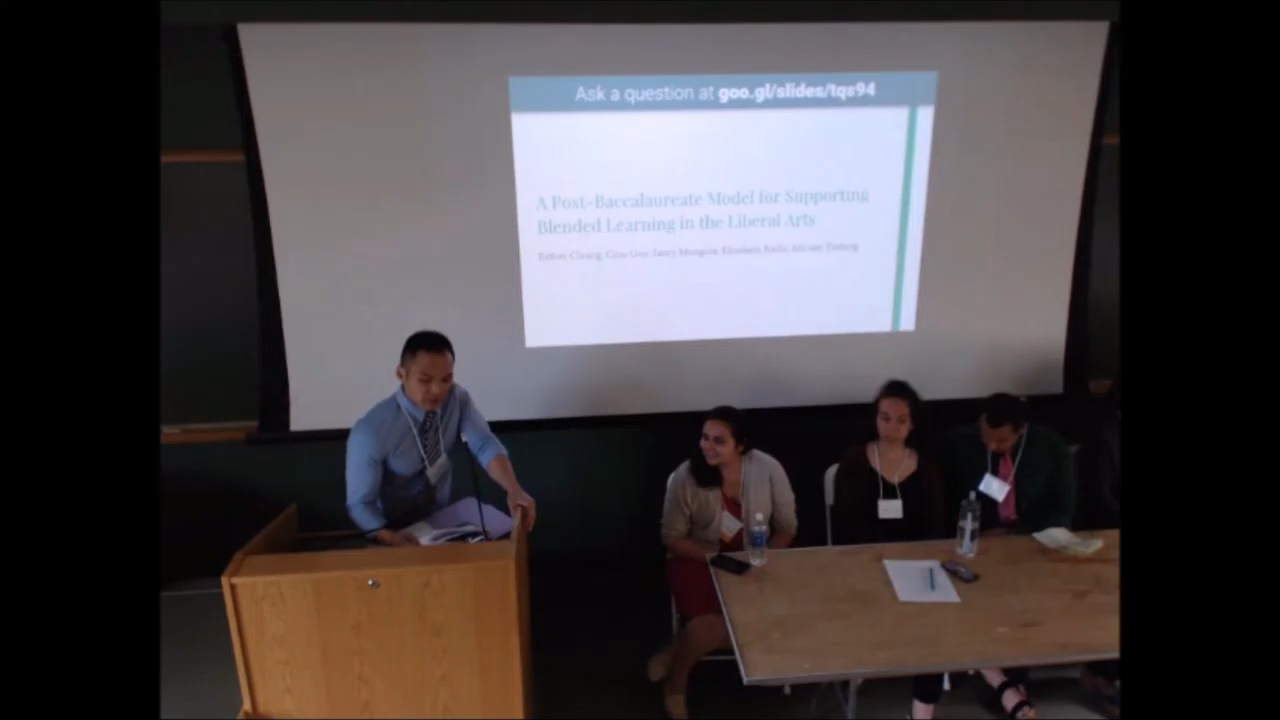 Ask a question at goo.gl/slides/tqs94
A Post-Baccalaureate Model for Supporting
Blended Learning in the Liberal Arts